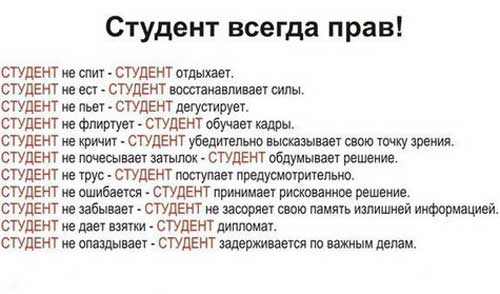 Студент всегда прав!
СТУДЕНТ не спит - СТУДЕНТ отдыхает.
СТУДЕНТ не ест - СТУДЕНТ восстанавливает силы.
СТУДЕНТ не пьет - СТУДЕНТ дегустирует.
СТУДЕНТ не флиртует - СТУДЕНТ обучает кадры.
СТУДЕНТ не кричит - СТУДЕНТ убедительно высказывает свою точку зрения.
СТУДЕНТ не почесывает затылок - СТУДЕНТ обдумывает решение.
СТУДЕНТ не трус - СТУДЕНТ поступает предусмотрительно.
СТУДЕНТ не ошибается - СТУДЕНТ принимает рискованное решение.
СТУДЕНТ не забывает - СТУДЕНТ не засоряет свою память излишней информацией.
СТУДЕНТ не дает взятки - СТУДЕНТ дипломат.
СТУДЕНТ не опаздывает - СТУДЕНТ задерживается по важным делам.